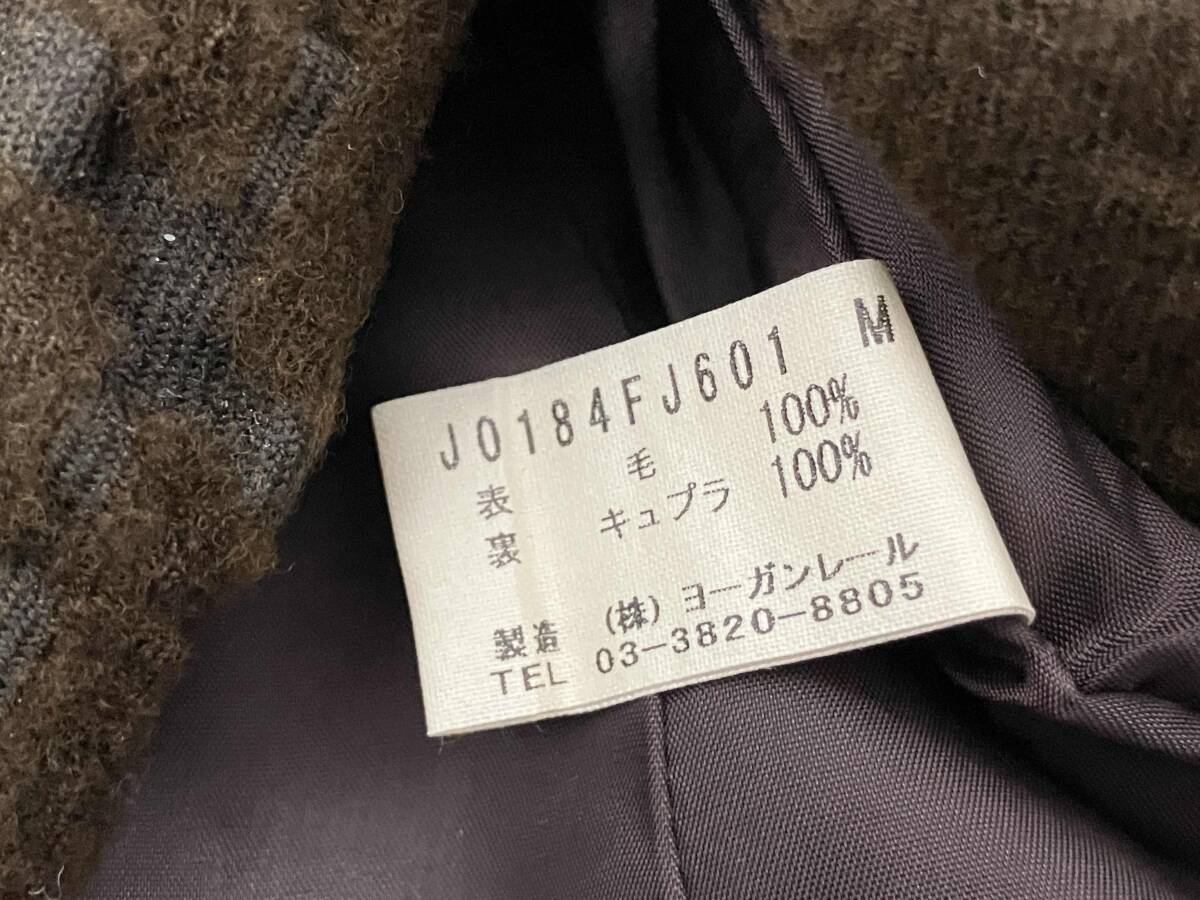 J0184FJ601 M
表 毛 100%
裏 キュプラ 100%
製造 (株) ヨーガンレール
TEL 03-3820-8805